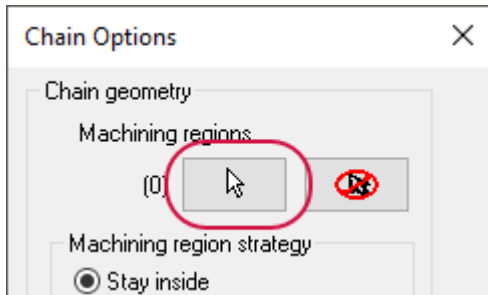 Chain Options
Chain geometry
Machining regions
(0)
Machining region strategy
Stay inside